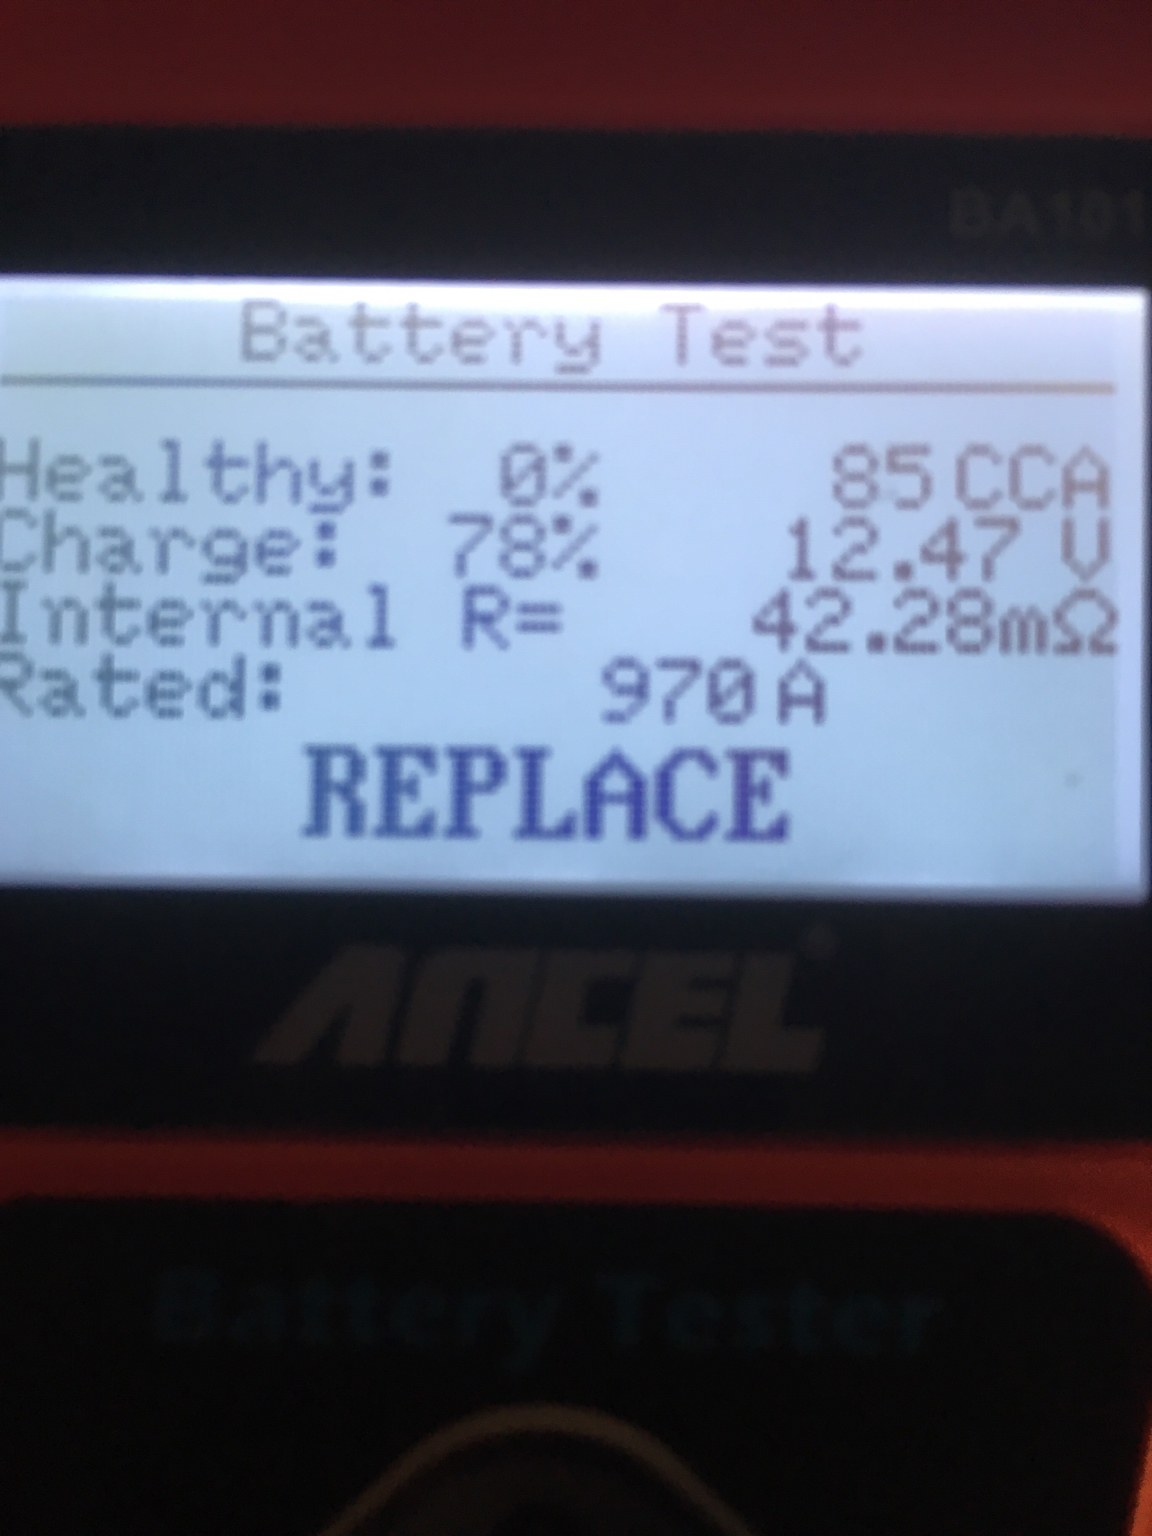 BA101
Battery Test
Healthy: 0% 85 CCA
Charge: 78% 12.47 V
Internal R= 42.28mΩ
Rated: 970 A
REPLACE
ANCEL
Battery Tester